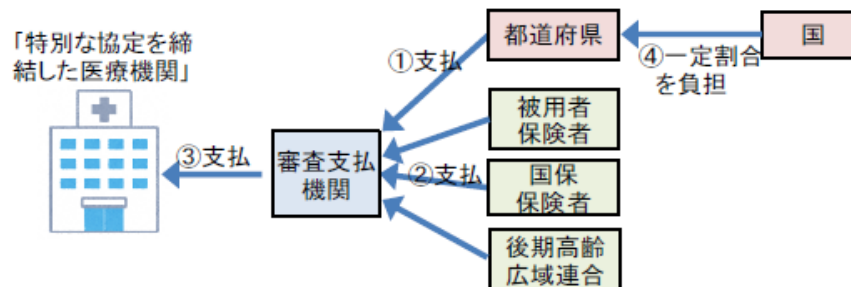 「特別な協定を締
結した医療機関」
③支払
審査支払
機関
①支払
②支払
都道府県
被用者
保険者
国保
保険者
後期高齢
広域連合
④一定割合
を負担
国